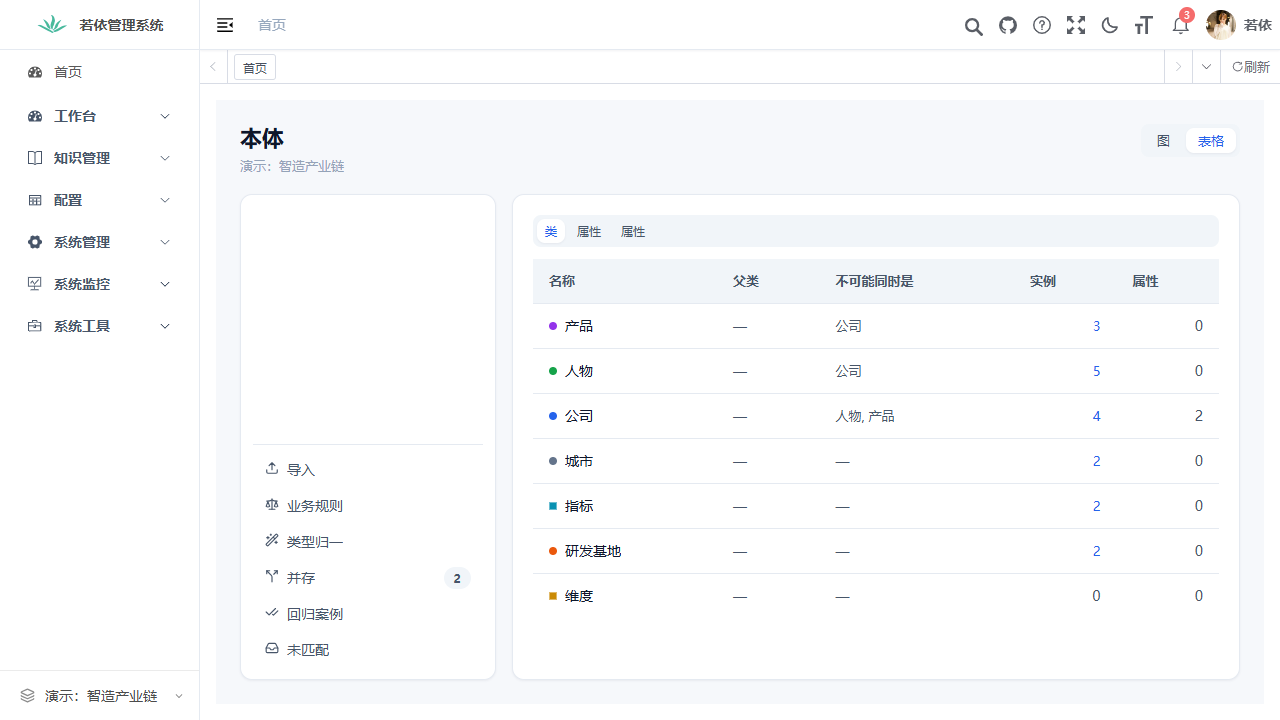 若依管理系统
首页
3
若依
首页
工作台
知识管理
配置
系统管理
系统监控
系统工具
演示：智造产业链
首页
刷新
本体
演示：智造产业链
图
表格
导入
业务规则
类型归一
并存
2
回归案例
未匹配
类
属性
属性
名称 父类 不可能同时是 实例 属性
产品 — 公司 3 0
人物 — 公司 5 0
公司 — 人物, 产品 4 2
城市 — — 2 0
指标 — — 2 0
研发基地 — — 2 0
维度 — — 0 0